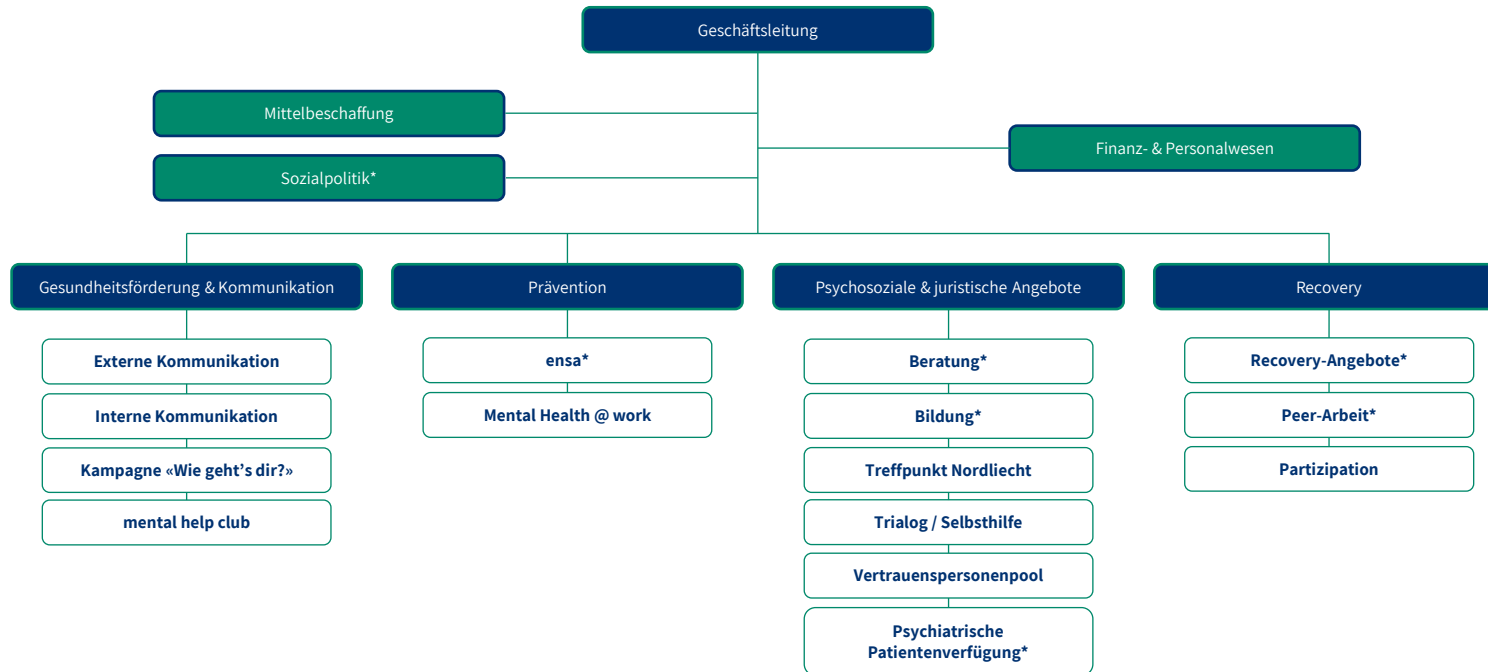 Geschäftsleitung
Mittelbeschaffung
Finanz- & Personalwesen
Sozialpolitik*
Gesundheitsförderung & Kommunikation
Externe Kommunikation
Interne Kommunikation
Kampagne «Wie geht’s dir?»
mental help club
Prävention
ensa*
Mental Health @ work
Psychosoziale & juristische Angebote
Beratung*
Bildung*
Treffpunkt Nordliecht
Trialog / Selbsthilfe
Vertrauenspersonenpool
Psychiatrische
Patientenverfügung*
Recovery
Recovery-Angebote*
Peer-Arbeit*
Partizipation